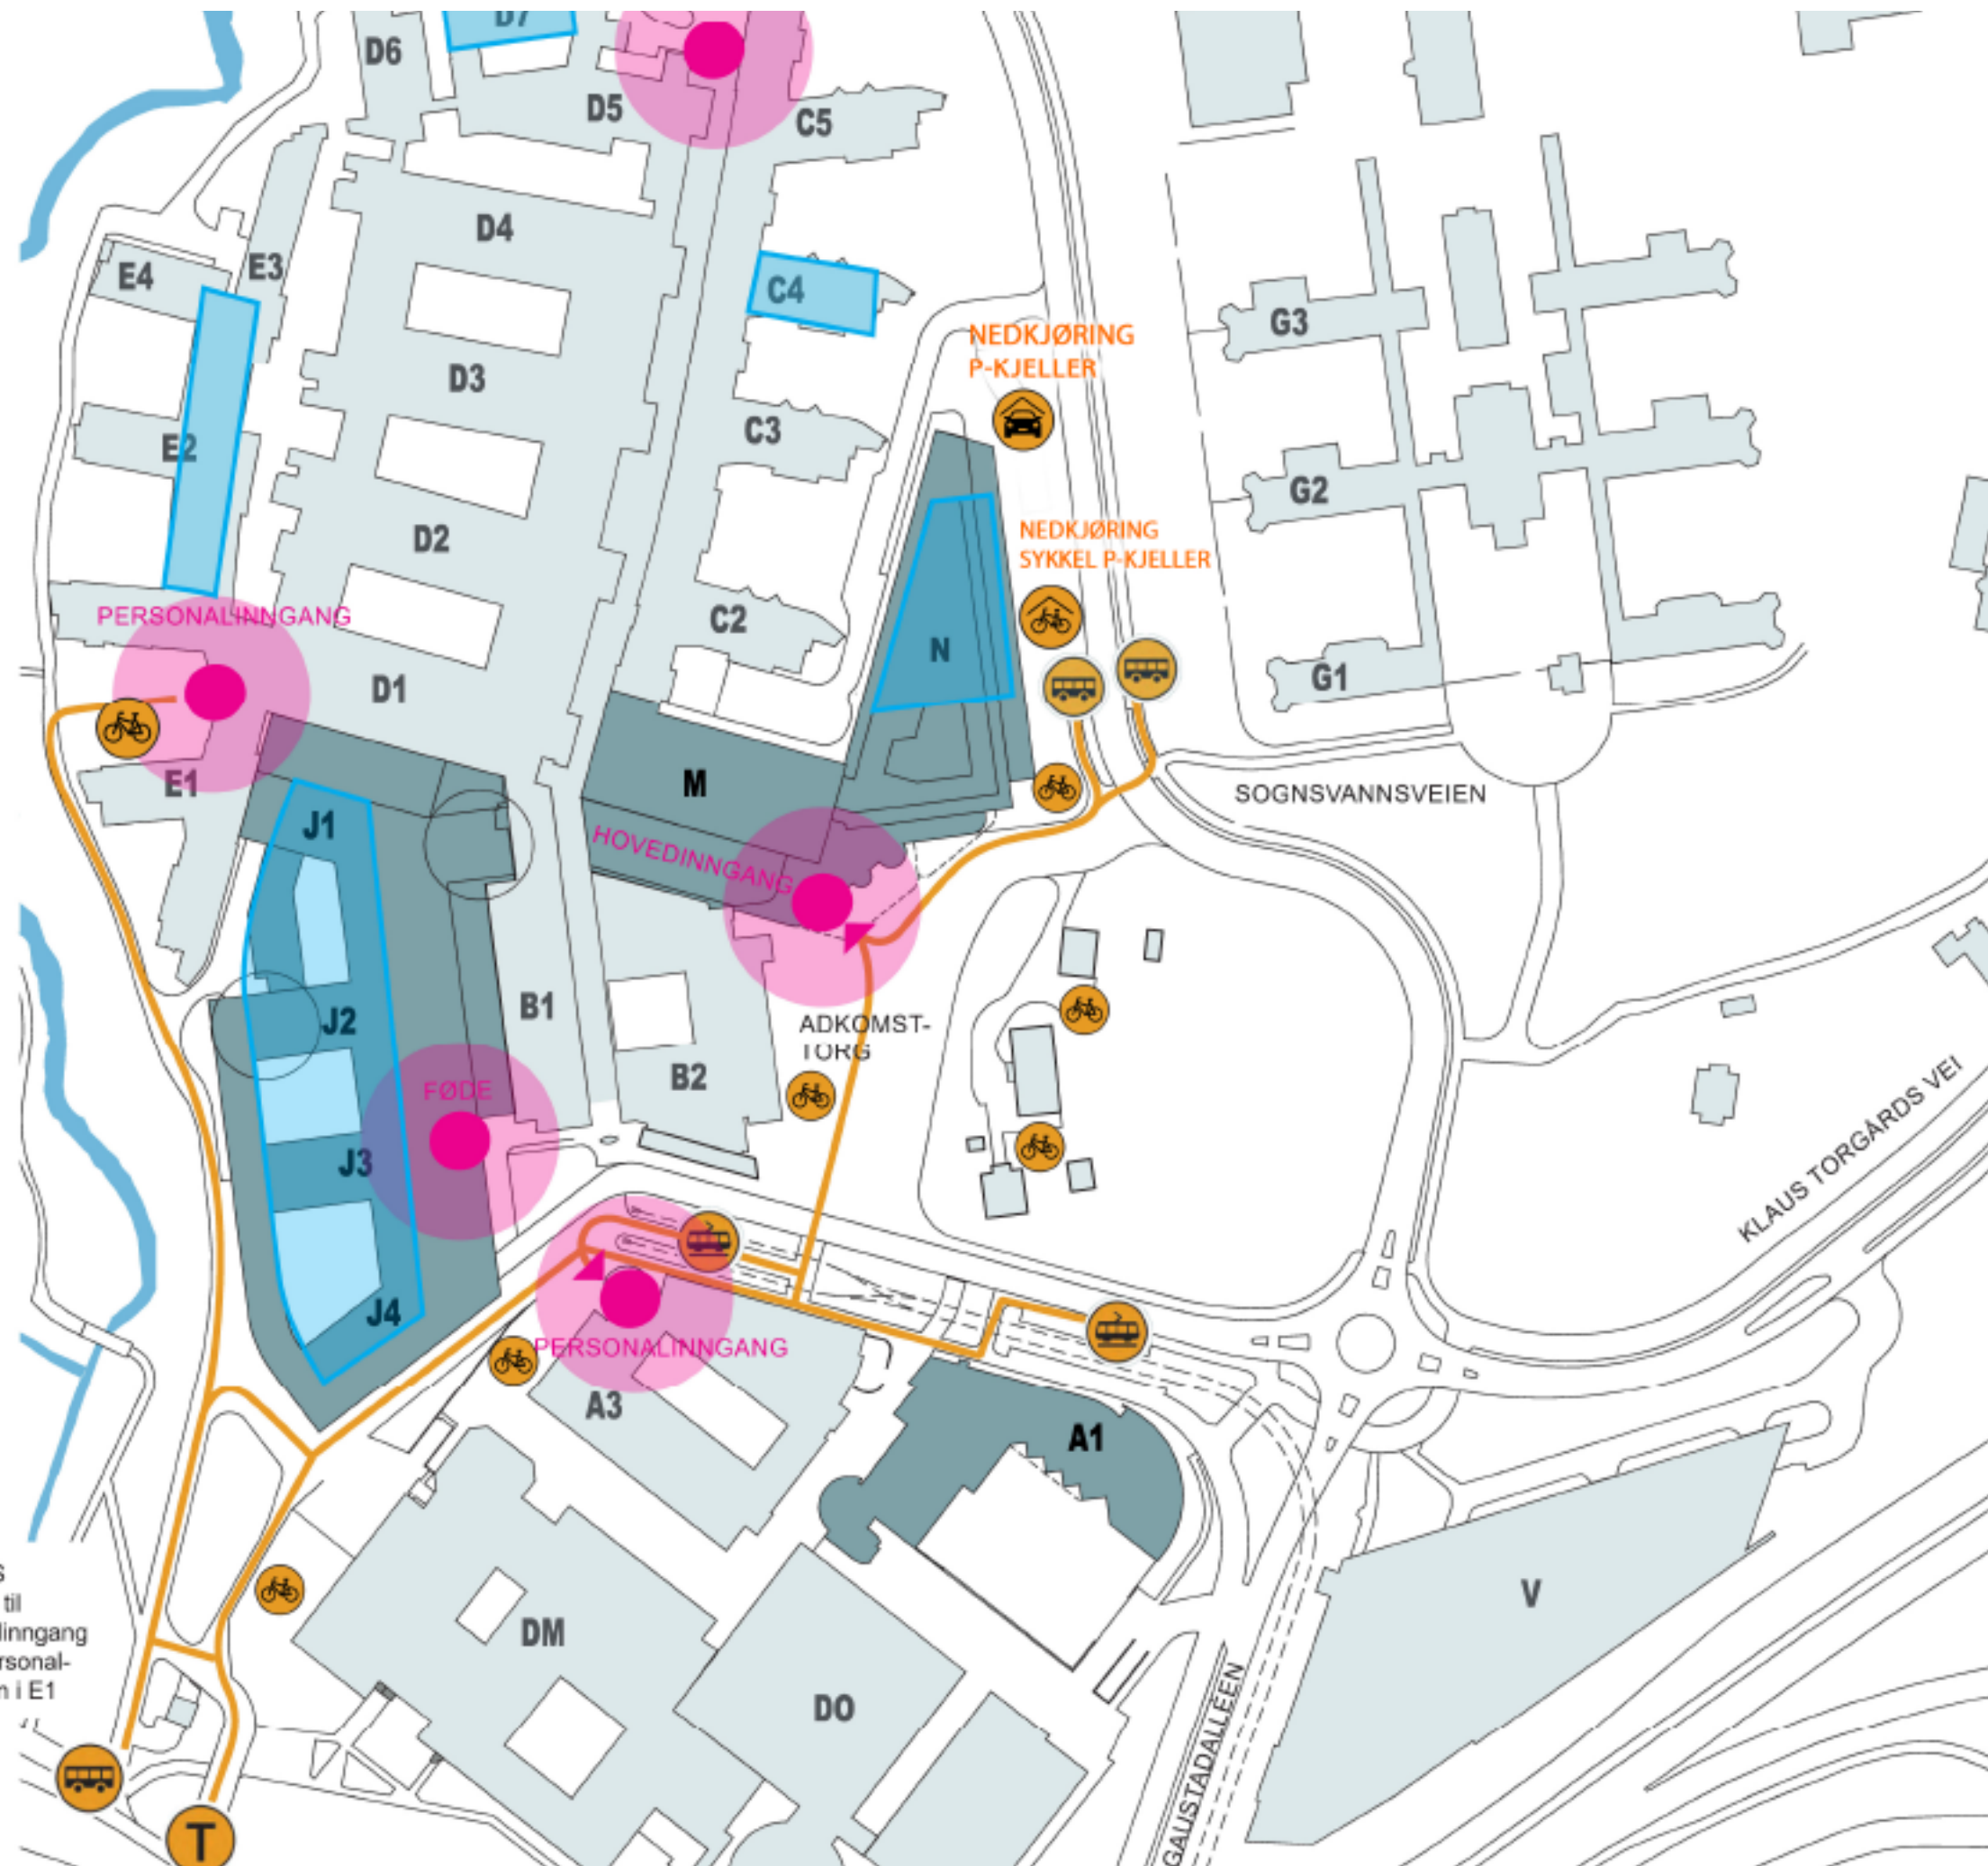 D7
D6
D5
C5
D4
E4
E3
C4
G3
NEDKJØRING
P-KJELLER
D3
C3
E2
G2
NEDKJØRING
SYKKEL P-KJELLER
D2
C2
N
PERSONALINNGANG
D1
G1
M
E1
SOGNSVANNSVEIEN
J1
HOVEDINNGANG
B1
J2
ADKOMST-
TORG
B2
FØDE
J3
KLAUS TORGÅRDS VEI
J4
PERSONALINNGANG
A3
A1
V
S
til
inngang
rsonal-
n i E1
DM
DO
GAUSTADALLEEN
T